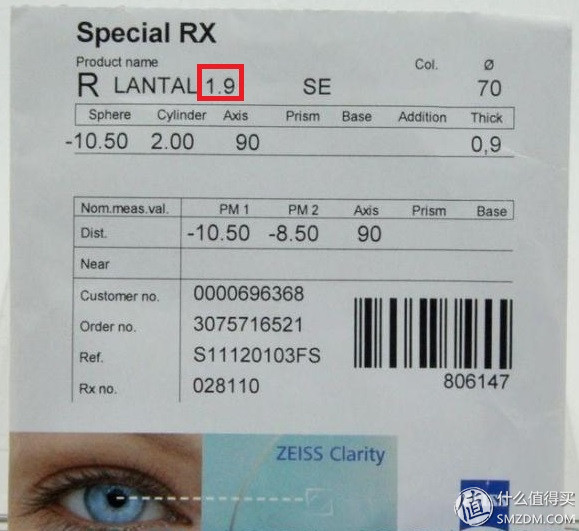 Special RX
Product name Col. Ø
R LANTAL 1.9 SE 70
Sphere Cylinder Axis Prism Base Addition Thick
-10.50 2.00 90 0,9
Nom.meas.val. PM 1 PM 2 Axis Prism Base
Dist. -10.50 -8.50 90
Near
Customer no. 0000696368
Order no. 3075716521
Ref. S11120103FS
Rx no. 028110
806147
ZEISS Clarity
值 什么值得买
SMZDM.COM